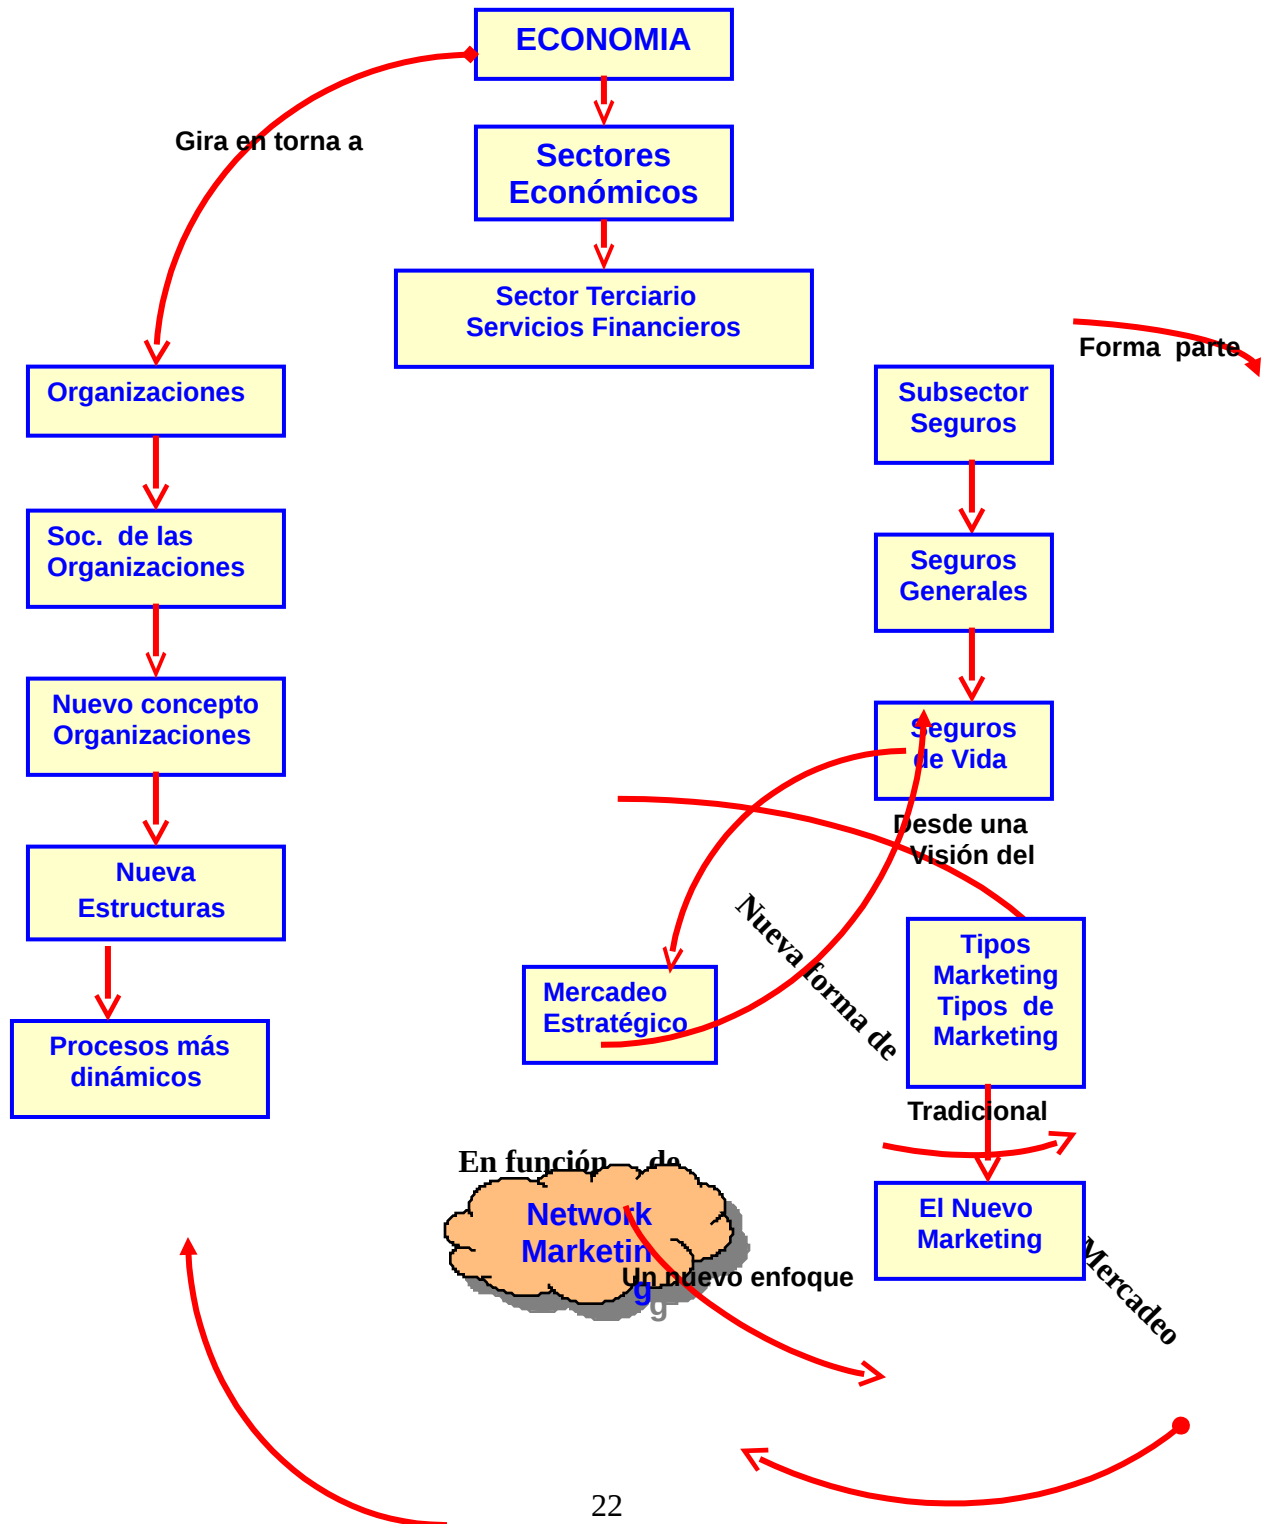 ECONOMIA
Gira en torna a
Sectores
Económicos
Sector Terciario
Servicios Financieros
Forma parte
Organizaciones
Subsector
Seguros
Soc. de las
Organizaciones
Seguros
Generales
Nuevo concepto
Organizaciones
Seguros
de Vida
Desde una
Visión del
Nueva
Estructuras
Nueva forma de
Mercadeo
Estratégico
Tipos
Marketing
Tipos de
Marketing
Procesos más
dinámicos
Tradicional
En función de
Network
Marketin
g
Un nuevo enfoque
El Nuevo
Marketing
Mercadeo
22